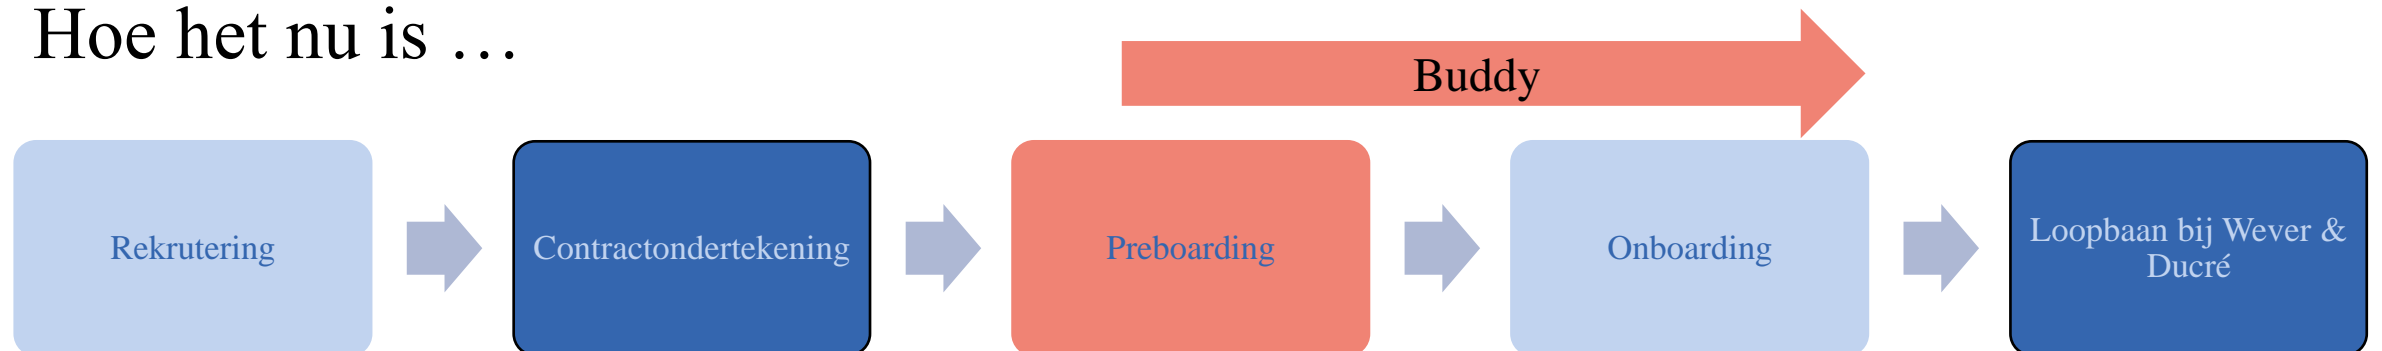 Hoe het nu is …
Buddy
Rekrutering
Contractondertekening
Preboarding
Onboarding
Loopbaan bij Wever &
Ducré